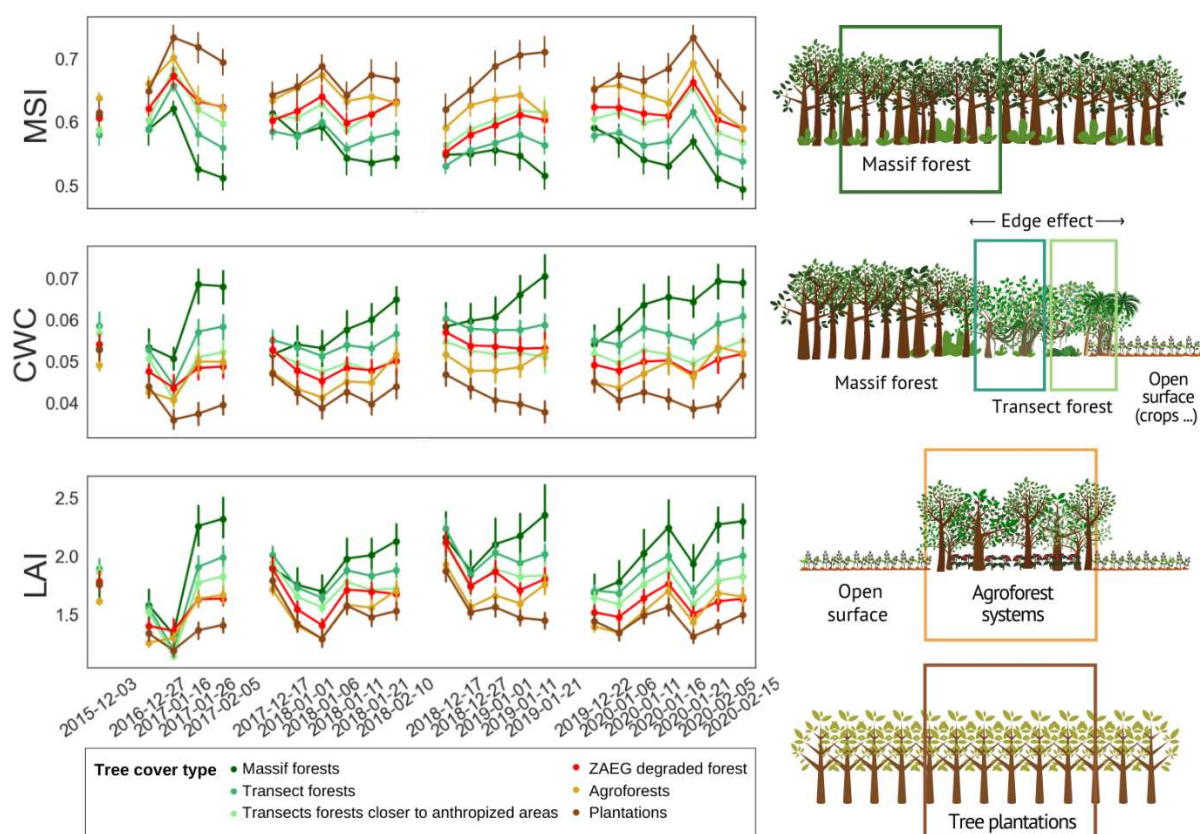 MSI
0.7
0.6
0.5
CWC
0.07
0.06
0.05
0.04
LAI
2.5
2.0
1.5
2015-12-03
2016-12-27
2017-01-16
2017-01-26
2017-02-05
2017-12-17
2018-01-01
2018-01-06
2018-01-11
2018-01-21
2018-02-10
2018-12-17
2018-12-27
2019-01-01
2019-01-11
2019-01-21
2019-12-22
2020-01-06
2020-01-11
2020-01-16
2020-01-21
2020-02-05
2020-02-15
Tree cover type
Massif forests
Transect forests
Transects forests closer to anthropized areas
ZAEG degraded forest
Agroforests
Plantations
Massif forest
← Edge effect →
Massif forest
Transect forest
Open
surface
(crops ...)
Open
surface
Agroforest
systems
Tree plantations